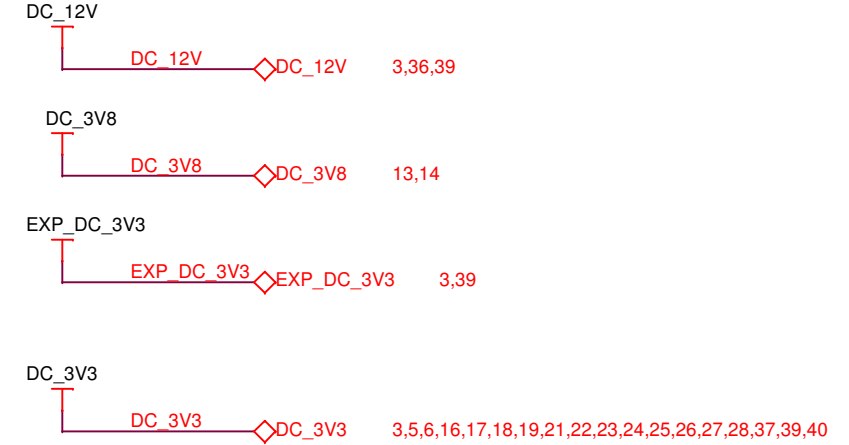 DC_12V
DC_12V DC_12V 3,36,39
DC_3V8
DC_3V8 DC_3V8 13,14
EXP_DC_3V3
EXP_DC_3V3 EXP_DC_3V3 3,39
DC_3V3
DC_3V3 DC_3V3 3,5,6,16,17,18,19,21,22,23,24,25,26,27,28,37,39,40